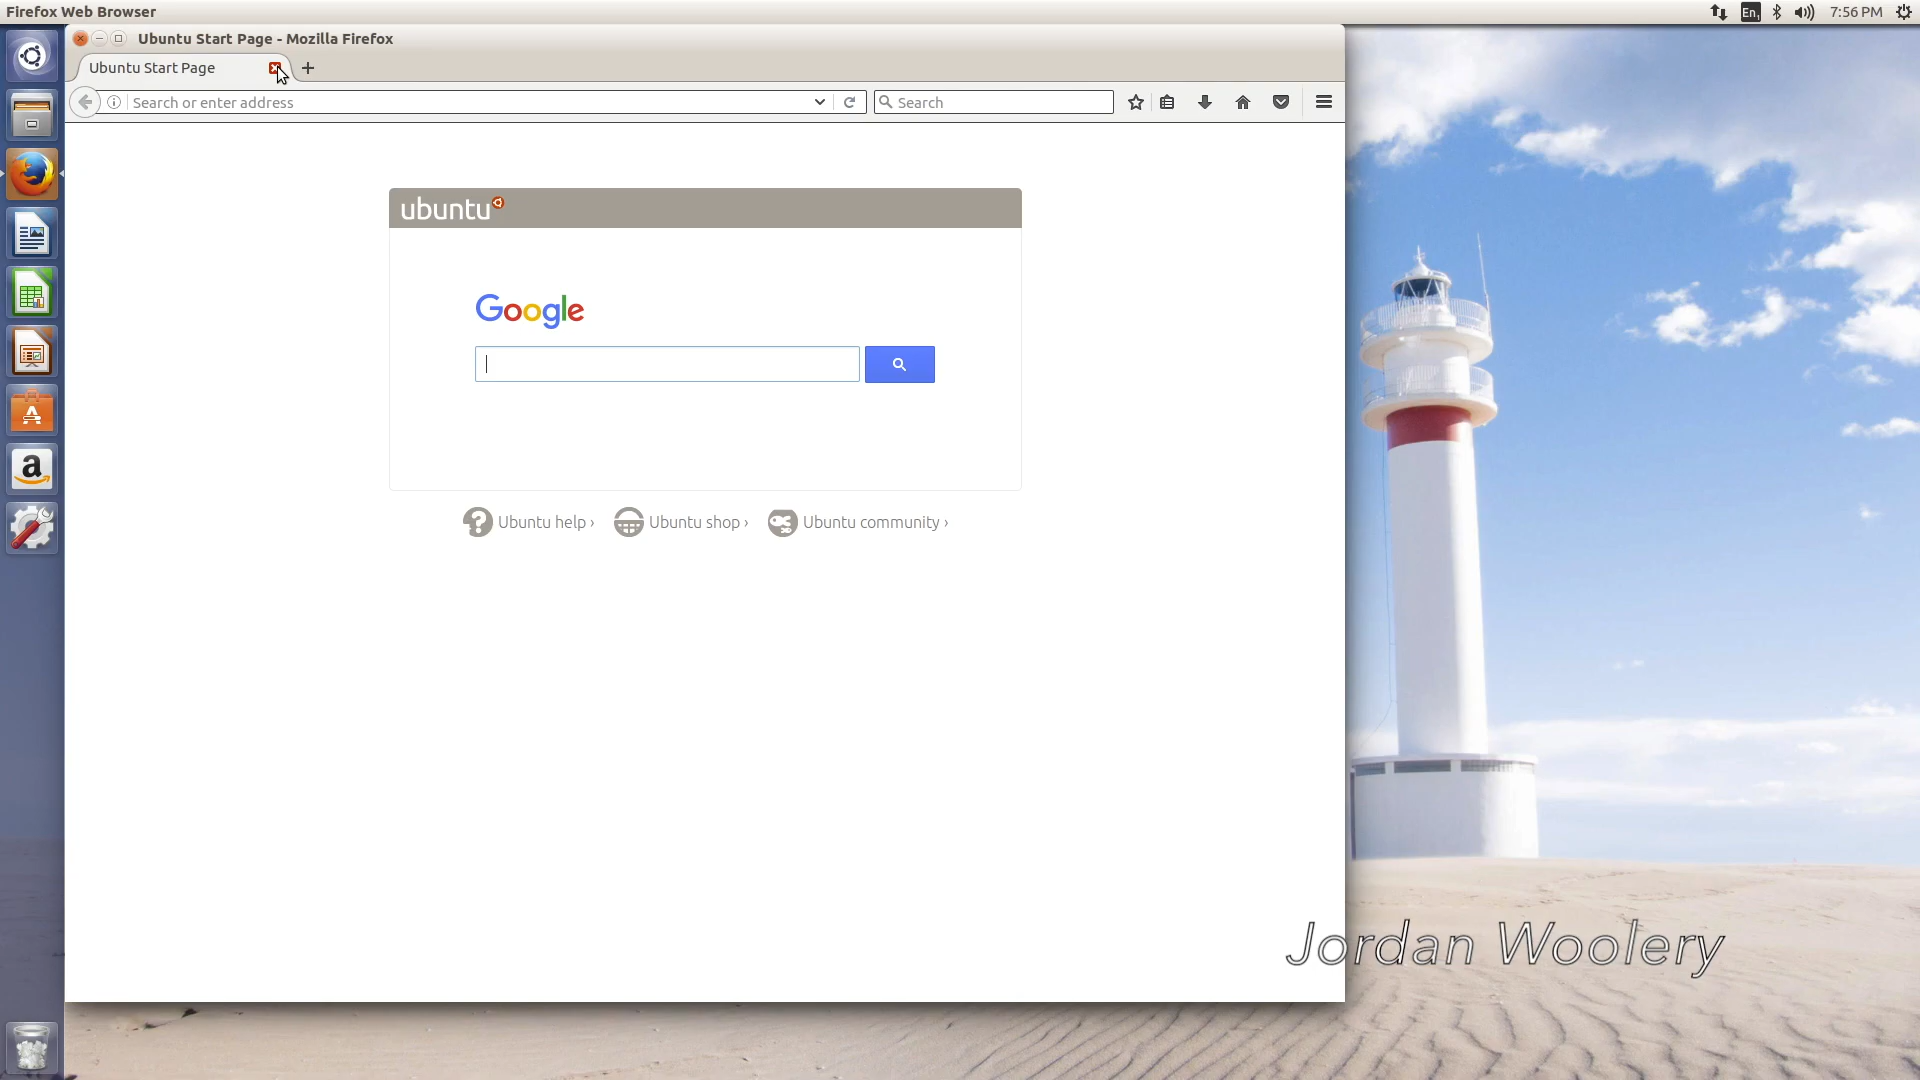 Firefox Web Browser
En1
7:56 PM
Ubuntu Start Page - Mozilla Firefox
Ubuntu Start Page
Search or enter address
Search
ubuntu
Google
Ubuntu help ›
Ubuntu shop ›
Ubuntu community ›
Jordan Woolery